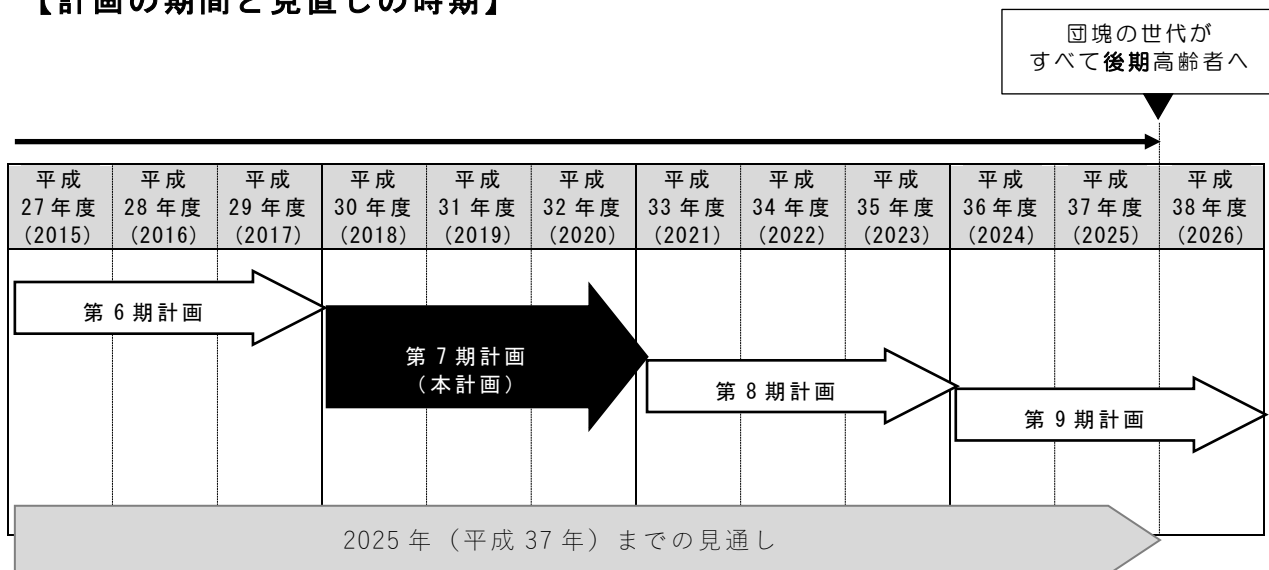 【計画の期間と見直しの時期】
団塊の世代が
すべて後期高齢者へ
平成
27年度
(2015)
平成
28年度
(2016)
平成
29年度
(2017)
平成
30年度
(2018)
平成
31年度
(2019)
平成
32年度
(2020)
平成
33年度
(2021)
平成
34年度
(2022)
平成
35年度
(2023)
平成
36年度
(2024)
平成
37年度
(2025)
平成
38年度
(2026)
第6期計画
第7期計画
(本計画)
第8期計画
第9期計画
2025年(平成37年)までの見通し